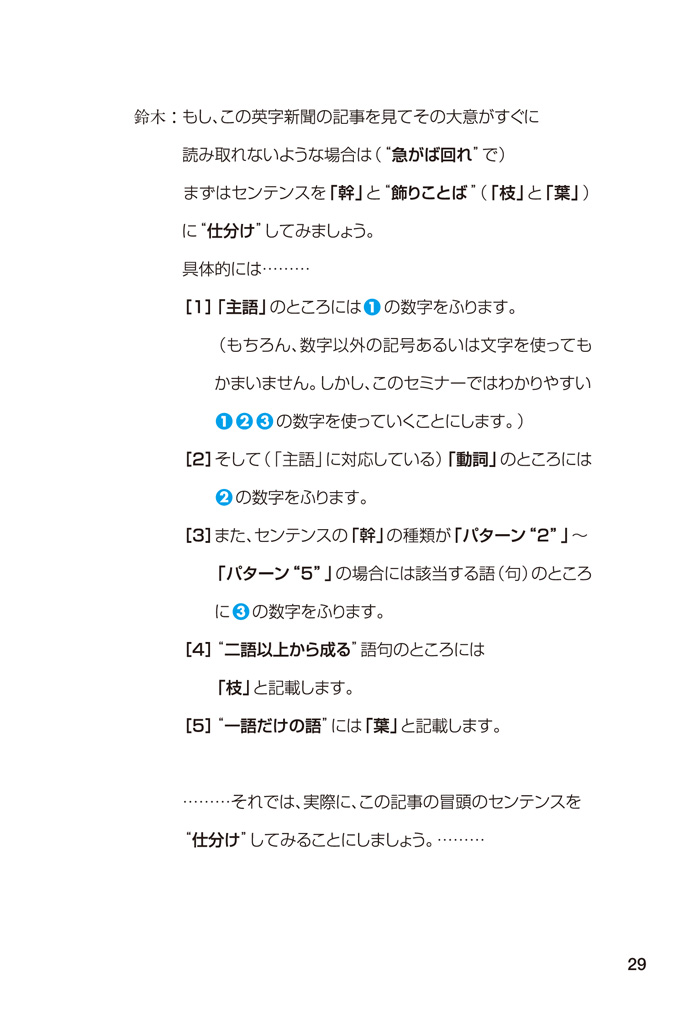 鈴木：もし、この英字新聞の記事を見てその大意がすぐに
読み取れないような場合は（“急がば回れ”で）
まずはセンテンスを「幹」と“飾りことば”（「枝」と「葉」）
に“仕分け”してみましょう。
具体的には………
［1］「主語」のところには❶の数字をふります。
（もちろん、数字以外の記号あるいは文字を使っても
かまいません。しかし、このセミナーではわかりやすい
❶❷❸の数字を使っていくことにします。）
［2］そして（「主語」に対応している）「動詞」のところには
❷の数字をふります。
［3］また、センテンスの「幹」の種類が「パターン“2”」～
「パターン“5”」の場合には該当する語（句）のところ
に❸の数字をふります。
［4］“二語以上から成る”語句のところには
「枝」と記載します。
［5］“一語だけの語”には「葉」と記載します。
………それでは、実際に、この記事の冒頭のセンテンスを
“仕分け”してみることにしましょう。………
29